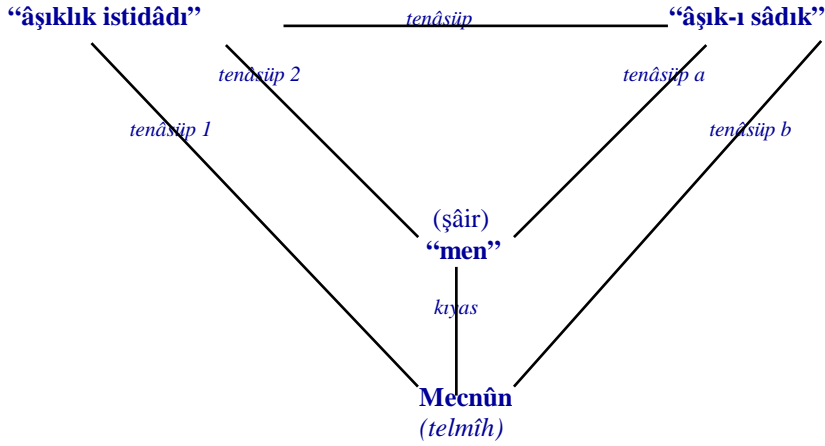 “âşıklık istidâdı” tenâsüp “âşık-ı sâdık”
tenâsüp 2 tenâsüp a
tenâsüp 1 tenâsüp b
(şâir)
“men”
kıyas
Mecnûn
(telmîh)